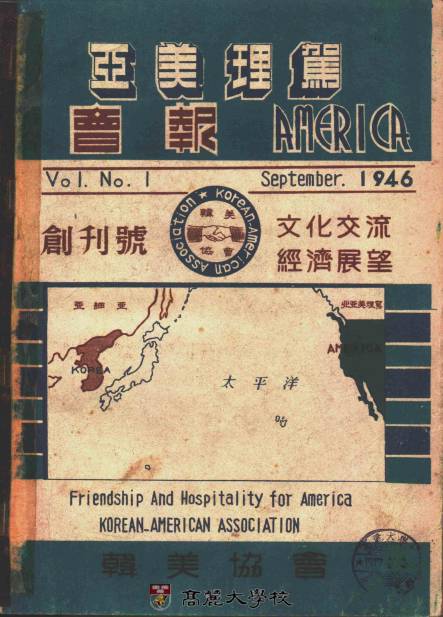 亞美理駕
會報 AMERICA
Vol. No. 1 September. 1946
創刊號
★ Korean-American Association
韓美
協會
文化交流
經濟展望
亞細亞
北亞美理駕
KOREA
AMERICA
太平洋
Friendship And Hospitality for America
KOREAN-AMERICAN ASSOCIATION
韓美協會
高麗大學校